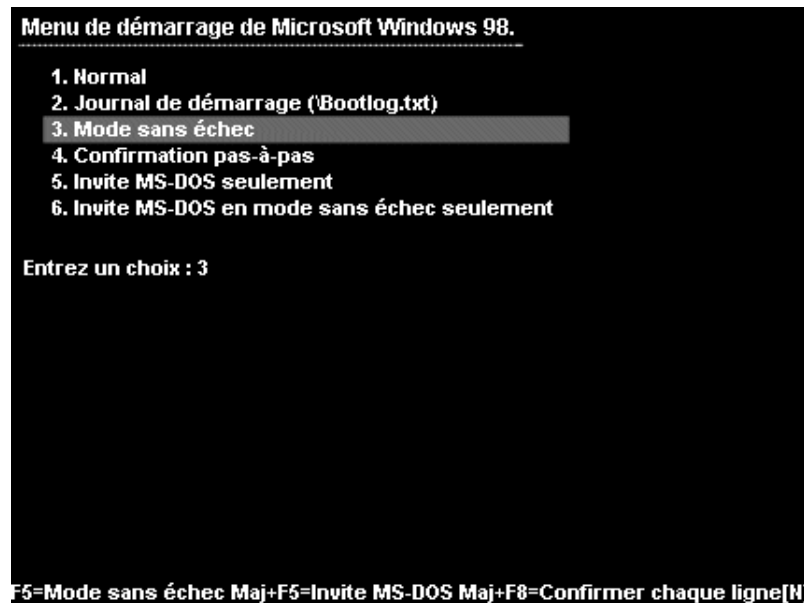 Menu de démarrage de Microsoft Windows 98.
1. Normal
2. Journal de démarrage (\Bootlog.txt)
3. Mode sans échec
4. Confirmation pas-à-pas
5. Invite MS-DOS seulement
6. Invite MS-DOS en mode sans échec seulement
Entrez un choix : 3
F5=Mode sans échec Maj+F5=Invite MS-DOS Maj+F8=Confirmer chaque ligne[N